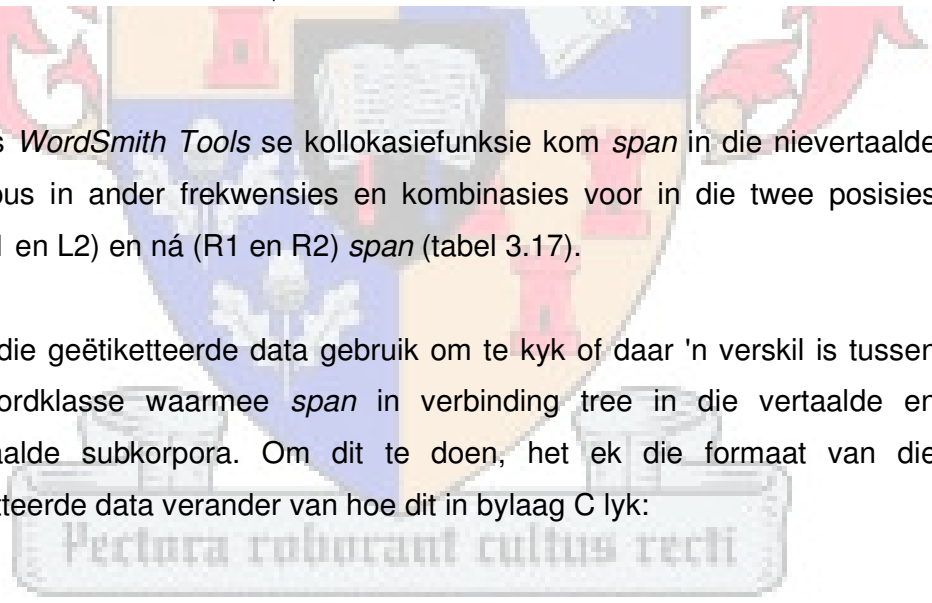 s WordSmith Tools se kollokasiefunksie kom span in die nievertaalde
ous in ander frekwensies en kombinasies voor in die twee posisies
1 en L2) en ná (R1 en R2) span (tabel 3.17).
die geëtiketteerde data gebruik om te kyk of daar 'n verskil is tussen
ordklasse waarmee span in verbinding tree in die vertaalde en
aalde subkorpora. Om dit te doen, het ek die formaat van die
tteerde data verander van hoe dit in bylaag C lyk:
Pectora roborant cultus recti